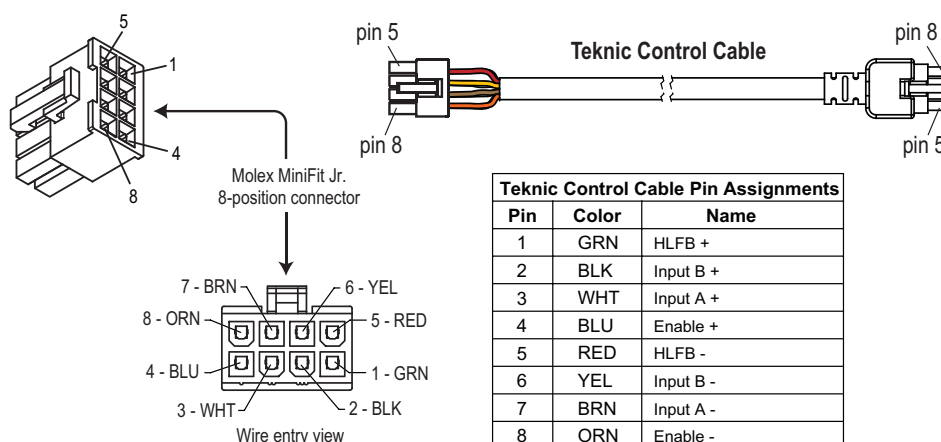 5
1
4
8
Molex MiniFit Jr.
8-position connector
7 - BRN
6 - YEL
8 - ORN
5 - RED
4 - BLU
1 - GRN
3 - WHT
2 - BLK
Wire entry view
pin 5
Teknic Control Cable
pin 8
pin 8
pin 5
Teknic Control Cable Pin Assignments
Pin Color Name
1 GRN HLFB +
2 BLK Input B +
3 WHT Input A +
4 BLU Enable +
5 RED HLFB -
6 YEL Input B -
7 BRN Input A -
8 ORN Enable -